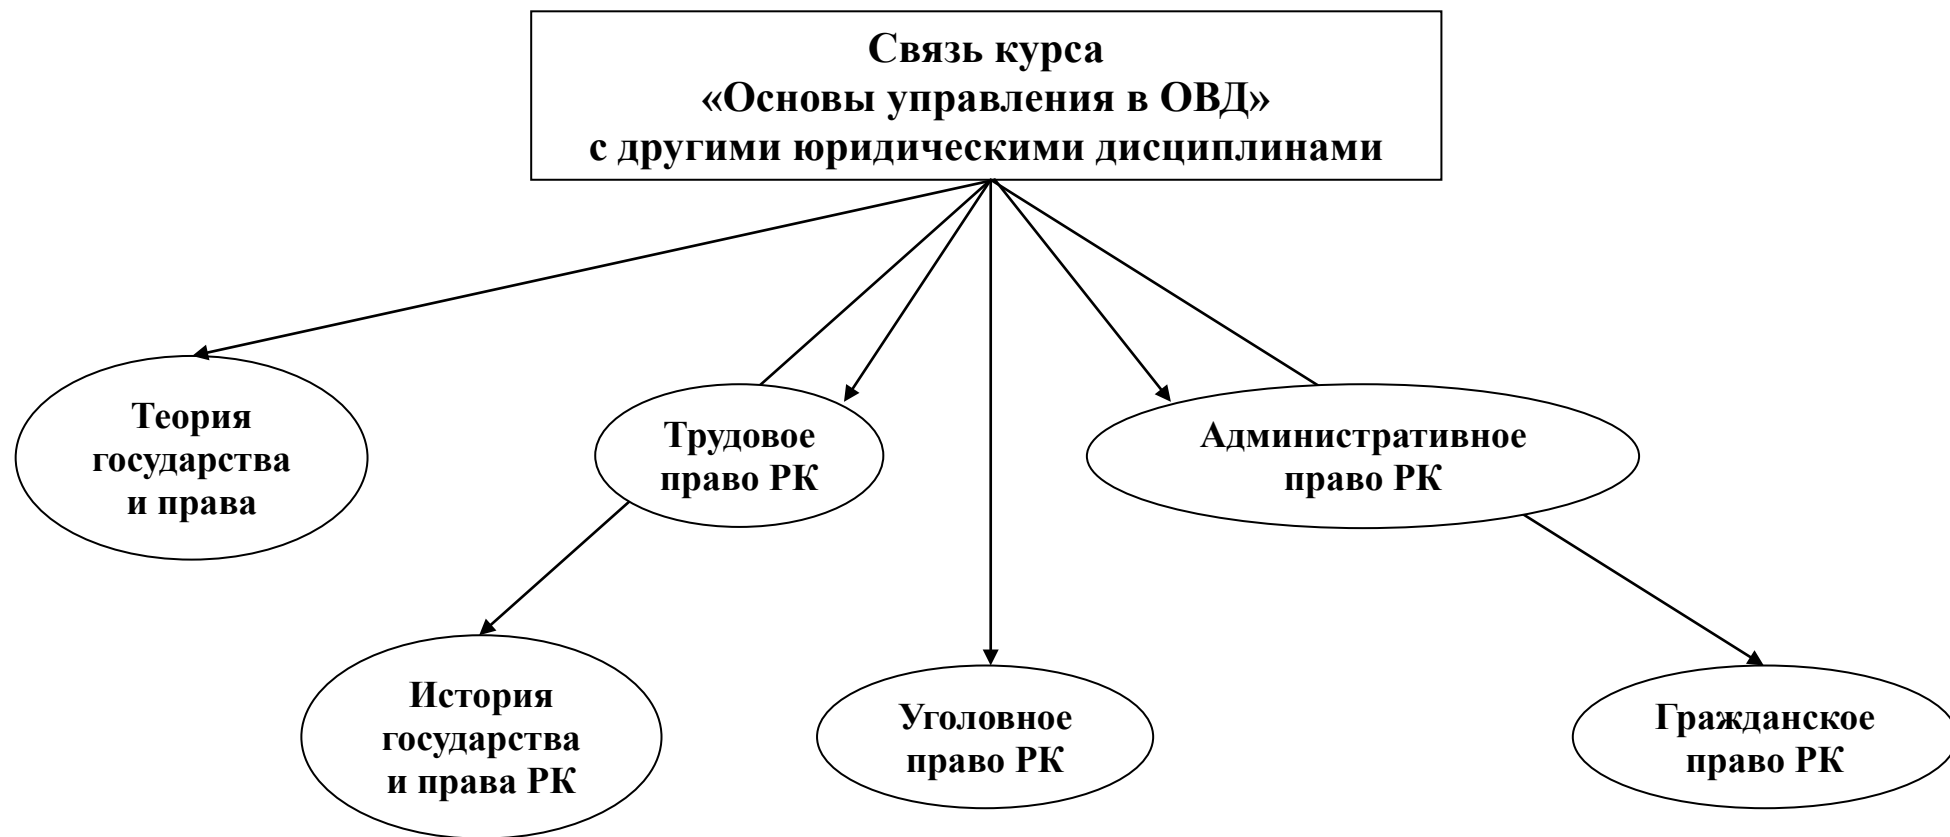 Связь курса
«Основы управления в ОВД»
с другими юридическими дисциплинами
Теория
государства
и права
Трудовое
право РК
Административное
право РК
История
государства
и права РК
Уголовное
право РК
Гражданское
право РК